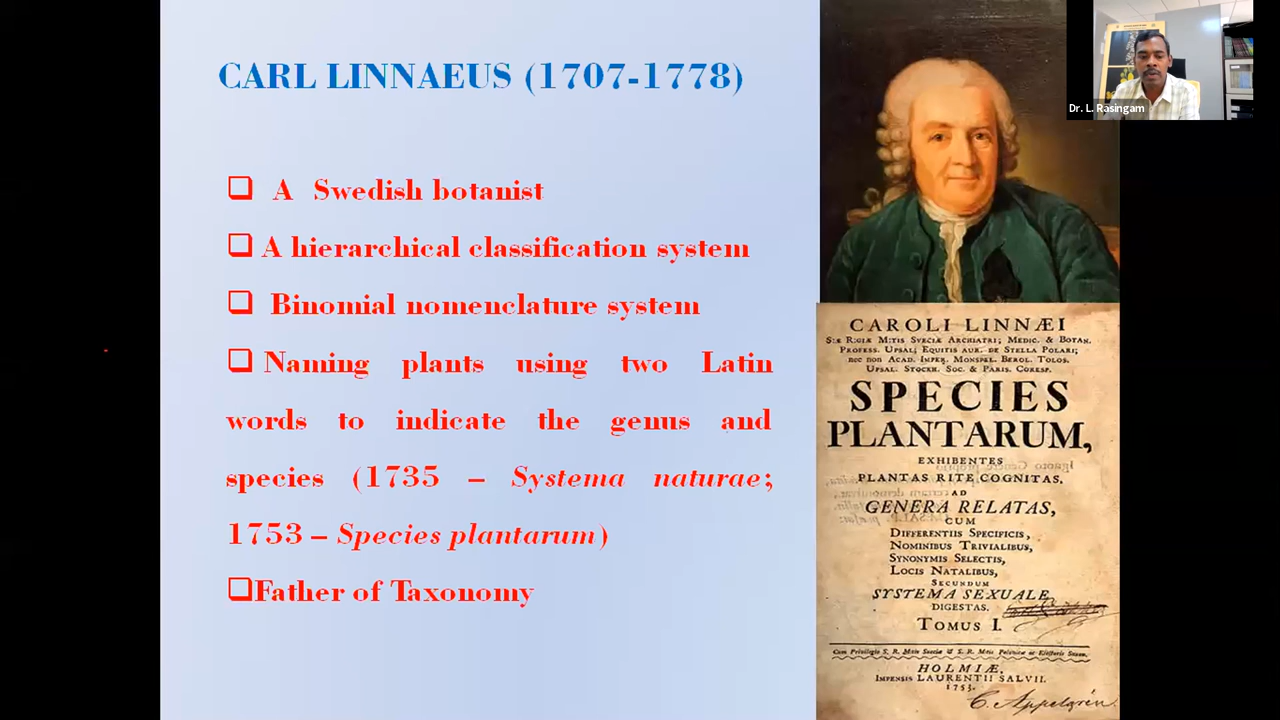 CARL LINNAEUS (1707-1778)
❑ A Swedish botanist
❑ A hierarchical classification system
❑ Binomial nomenclature system
❑ Naming plants using two Latin
words to indicate the genus and
species (1735 – Systema naturae;
1753 – Species plantarum)
❑Father of Taxonomy
Dr. L. Rasingam
CAROLI LINNÆI
SPECIES
PLANTARUM,
EXHIBENTES
PLANTAS RITE COGNITAS,
AD
GENERA RELATAS,
CUM
DIFFERENTIIS SPECIFICIS,
NOMINIBUS TRIVIALIBUS,
SYNONYMIS SELECTIS,
LOCIS NATALIBUS,
SECUNDUM
SYSTEMA SEXUALE
DIGESTAS.
TOMUS I.
HOLMIÆ,
IMPENSIS LAURENTII SALVII.
1753.
C. Appelgrén.